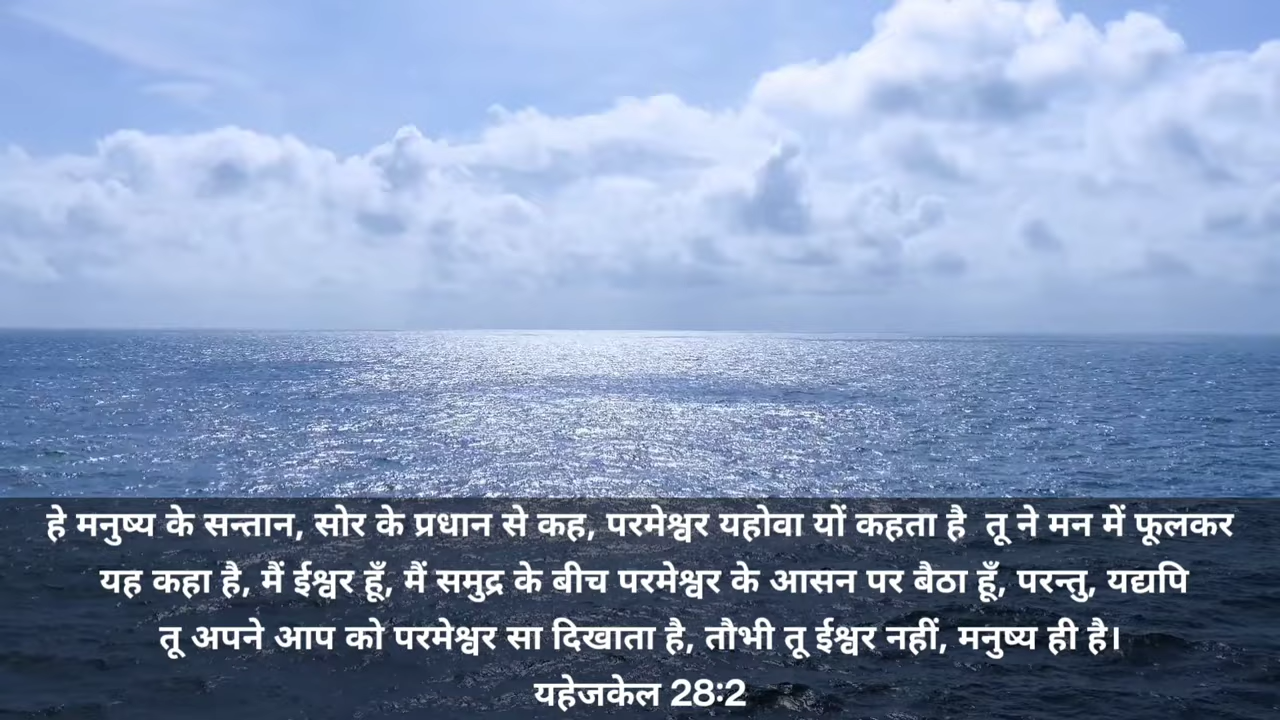 हे मनुष्य के सन्तान, सोर के प्रधान से कह, परमेश्वर यहोवा यों कहता है  तू ने मन में फूलकर
यह कहा है, मैं ईश्वर हूँ, मैं समुद्र के बीच परमेश्वर के आसन पर बैठा हूँ, परन्तु, यद्यपि
तू अपने आप को परमेश्वर सा दिखाता है, तौभी तू ईश्वर नहीं, मनुष्य ही है।
यहेजकेल 28:2